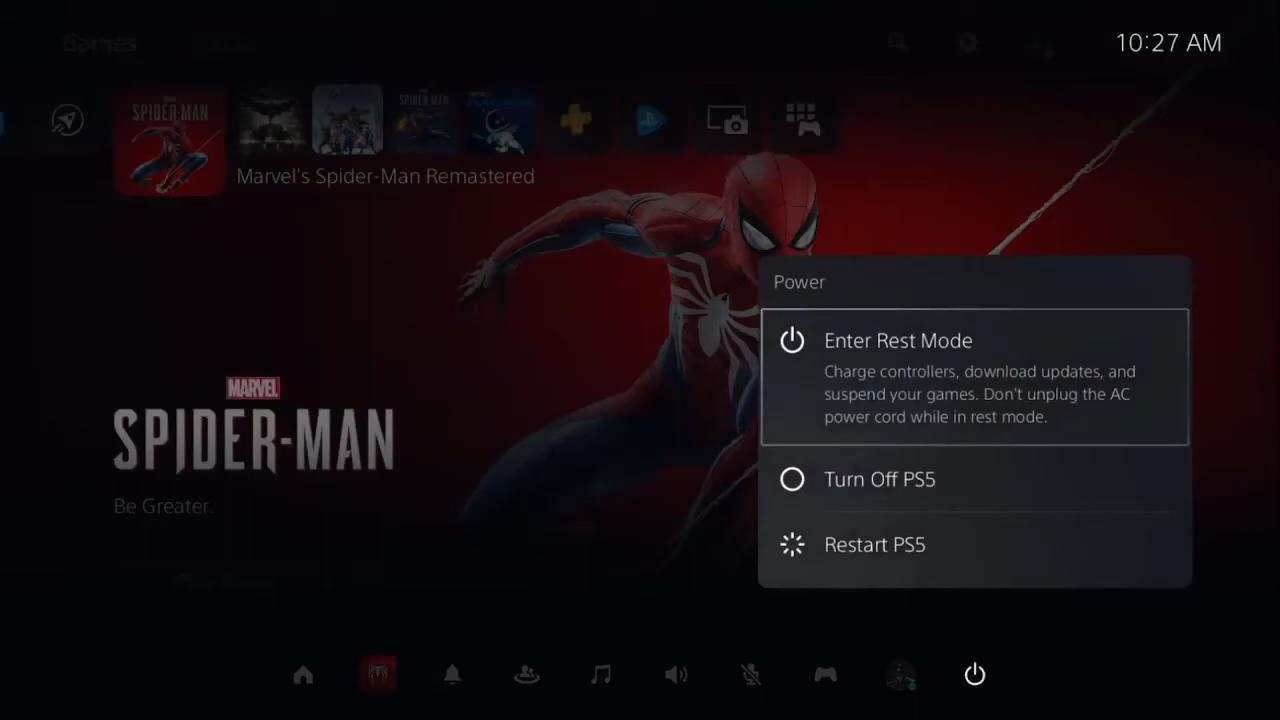 Games
10:27 AM
SPIDER-MAN
SPIDER-MAN
Marvel's Spider-Man Remastered
Power
Enter Rest Mode
Charge controllers, download updates, and
suspend your games. Don't unplug the AC
power cord while in rest mode.
MARVEL
SPIDER-MAN
Turn Off PS5
Be Greater.
Restart PS5